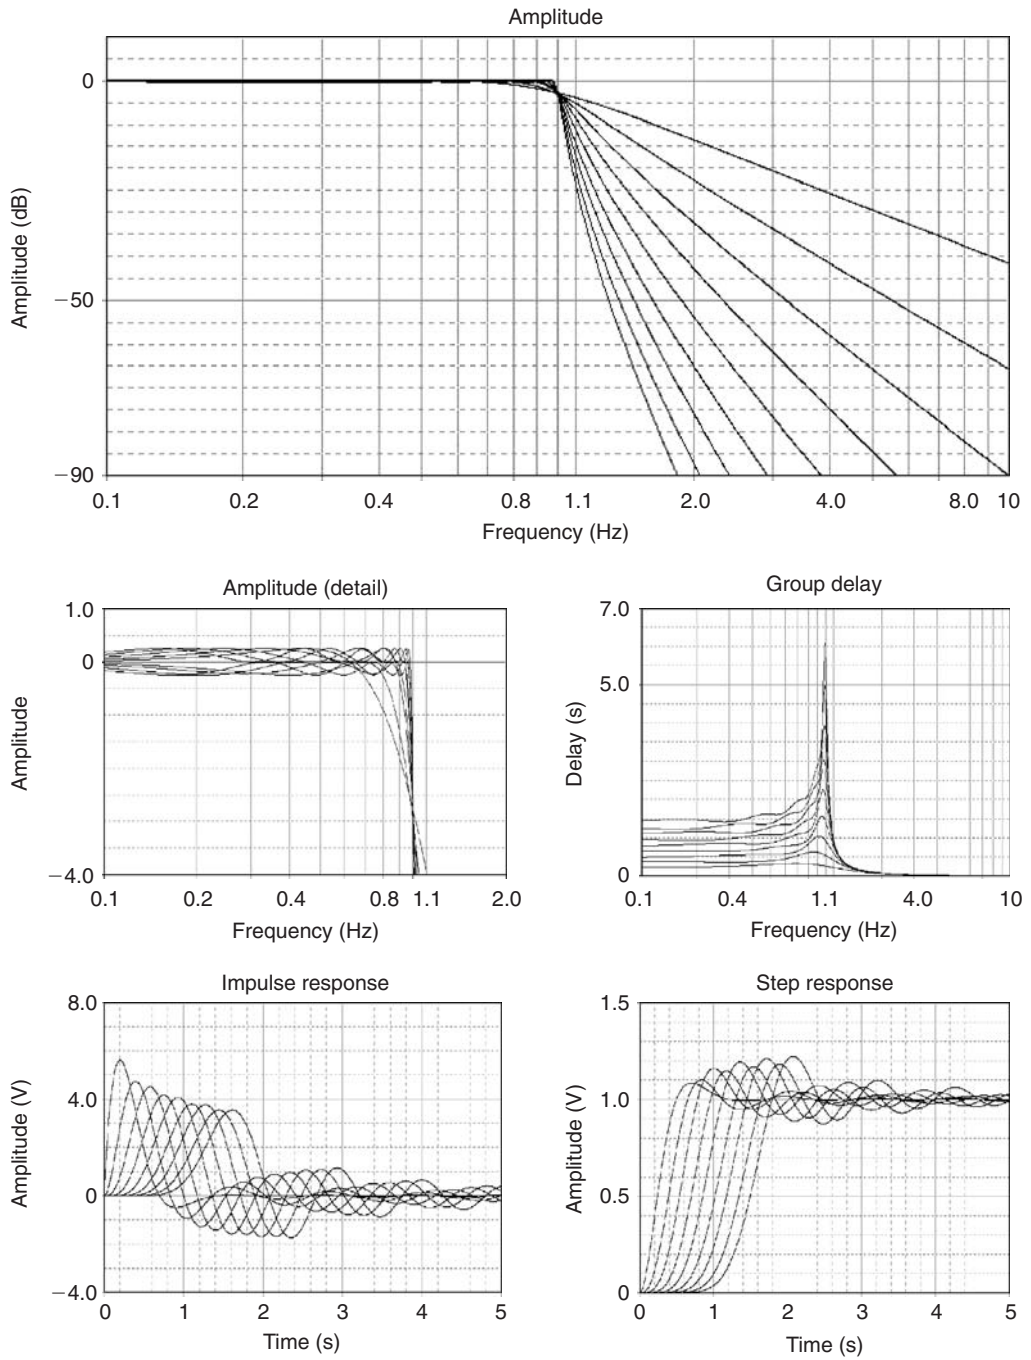 Amplitude
0
−50
−90
Amplitude (dB)
0.1 0.2 0.4 0.8 1.1 2.0 4.0 8.0 10
Frequency (Hz)
Amplitude (detail)
1.0
0
−4.0
Amplitude
0.1 0.2 0.4 0.8 1.1 2.0
Frequency (Hz)
Group delay
7.0
5.0
0
Delay (s)
0.1 0.4 1.1 4.0 10
Frequency (Hz)
Impulse response
8.0
4.0
0
−4.0
Amplitude (V)
0 1 2 3 4 5
Time (s)
Step response
1.5
1.0
0.5
0
Amplitude (V)
0 1 2 3 4 5
Time (s)